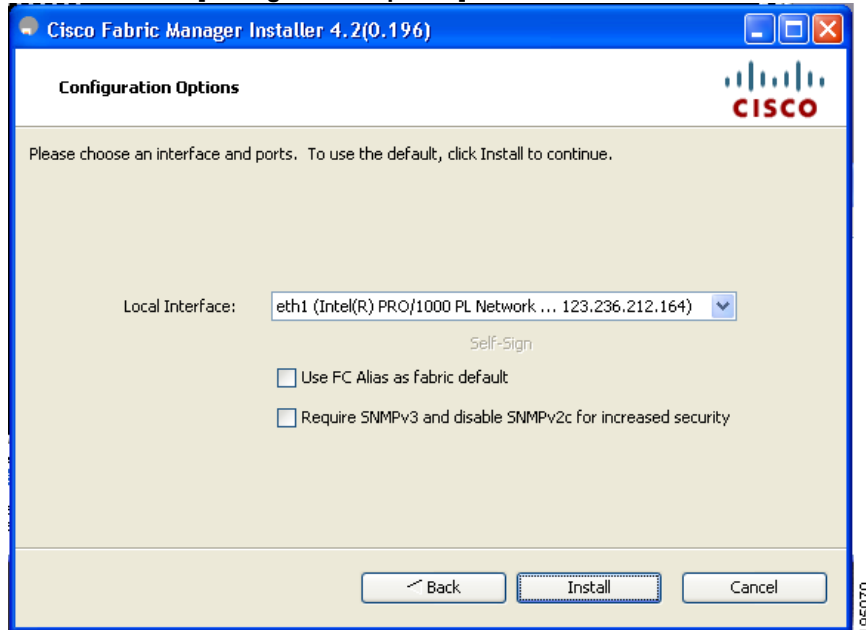 Cisco Fabric Manager Installer 4.2(0.196)
Configuration Options
CISCO
Please choose an interface and ports. To use the default, click Install to continue.
Local Interface: eth1 (Intel(R) PRO/1000 PL Network ... 123.236.212.164)
Self-Sign
Use FC Alias as fabric default
Require SNMPv3 and disable SNMPv2c for increased security
Back Install Cancel